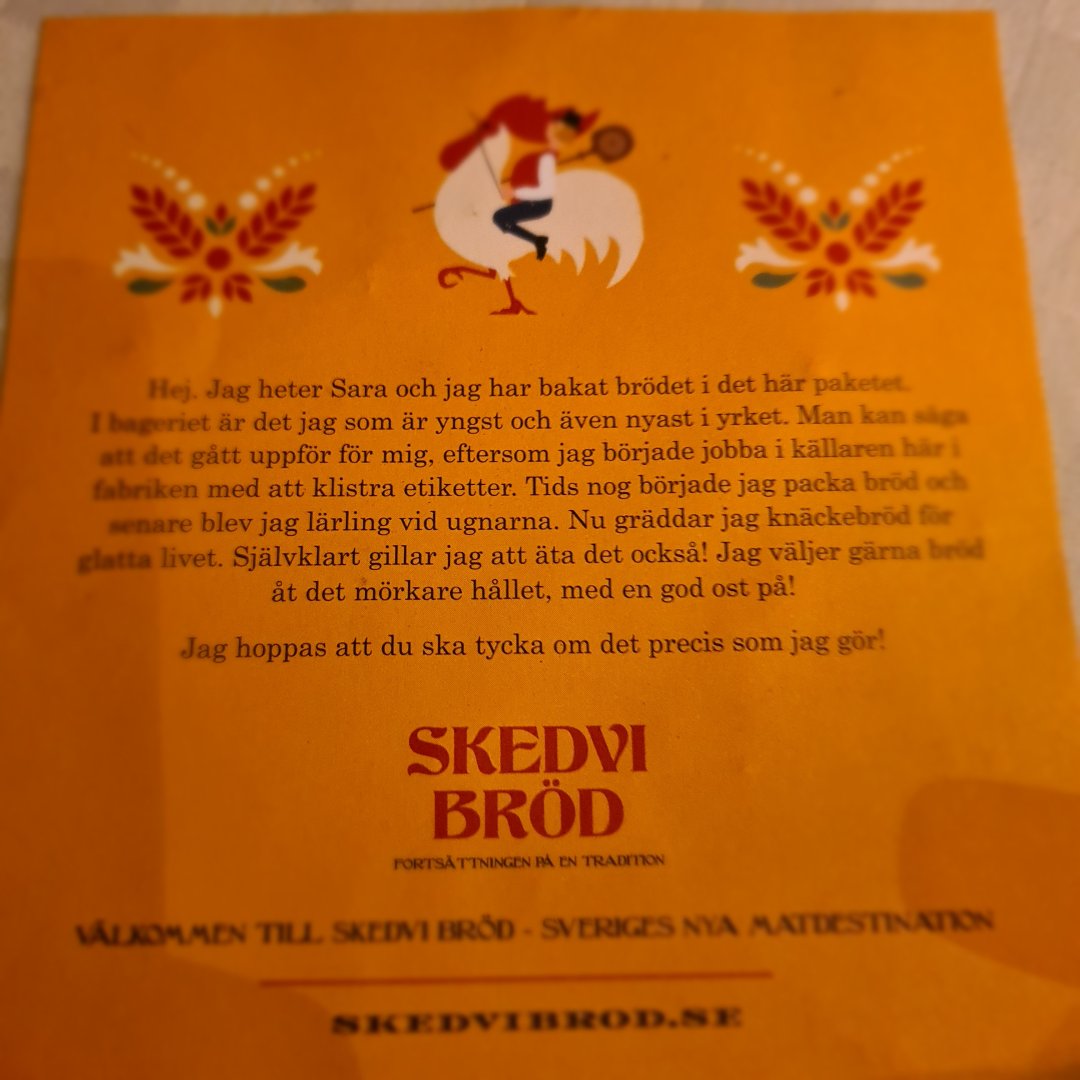 Hej. Jag heter Sara och jag har bakat brödet i det här paketet.
I bageriet är det jag som är yngst och även nyast i yrket. Man kan säga
att det gått uppför för mig, eftersom jag började jobba i källaren här i
fabriken med att klistra etiketter. Tids nog började jag packa bröd och
senare blev jag lärling vid ugnarna. Nu gräddar jag knäckebröd för
glatta livet. Självklart gillar jag att äta det också! Jag väljer gärna bröd
åt det mörkare hållet, med en god ost på!
Jag hoppas att du ska tycka om det precis som jag gör!
SKEDVI
BRÖD
FORTSÄTTNINGEN PÅ EN TRADITION
VÄLKOMMEN TILL SKEDVI BRÖD - SVERIGES NYA MATDESTINATION
SKEDVIBROD.SE